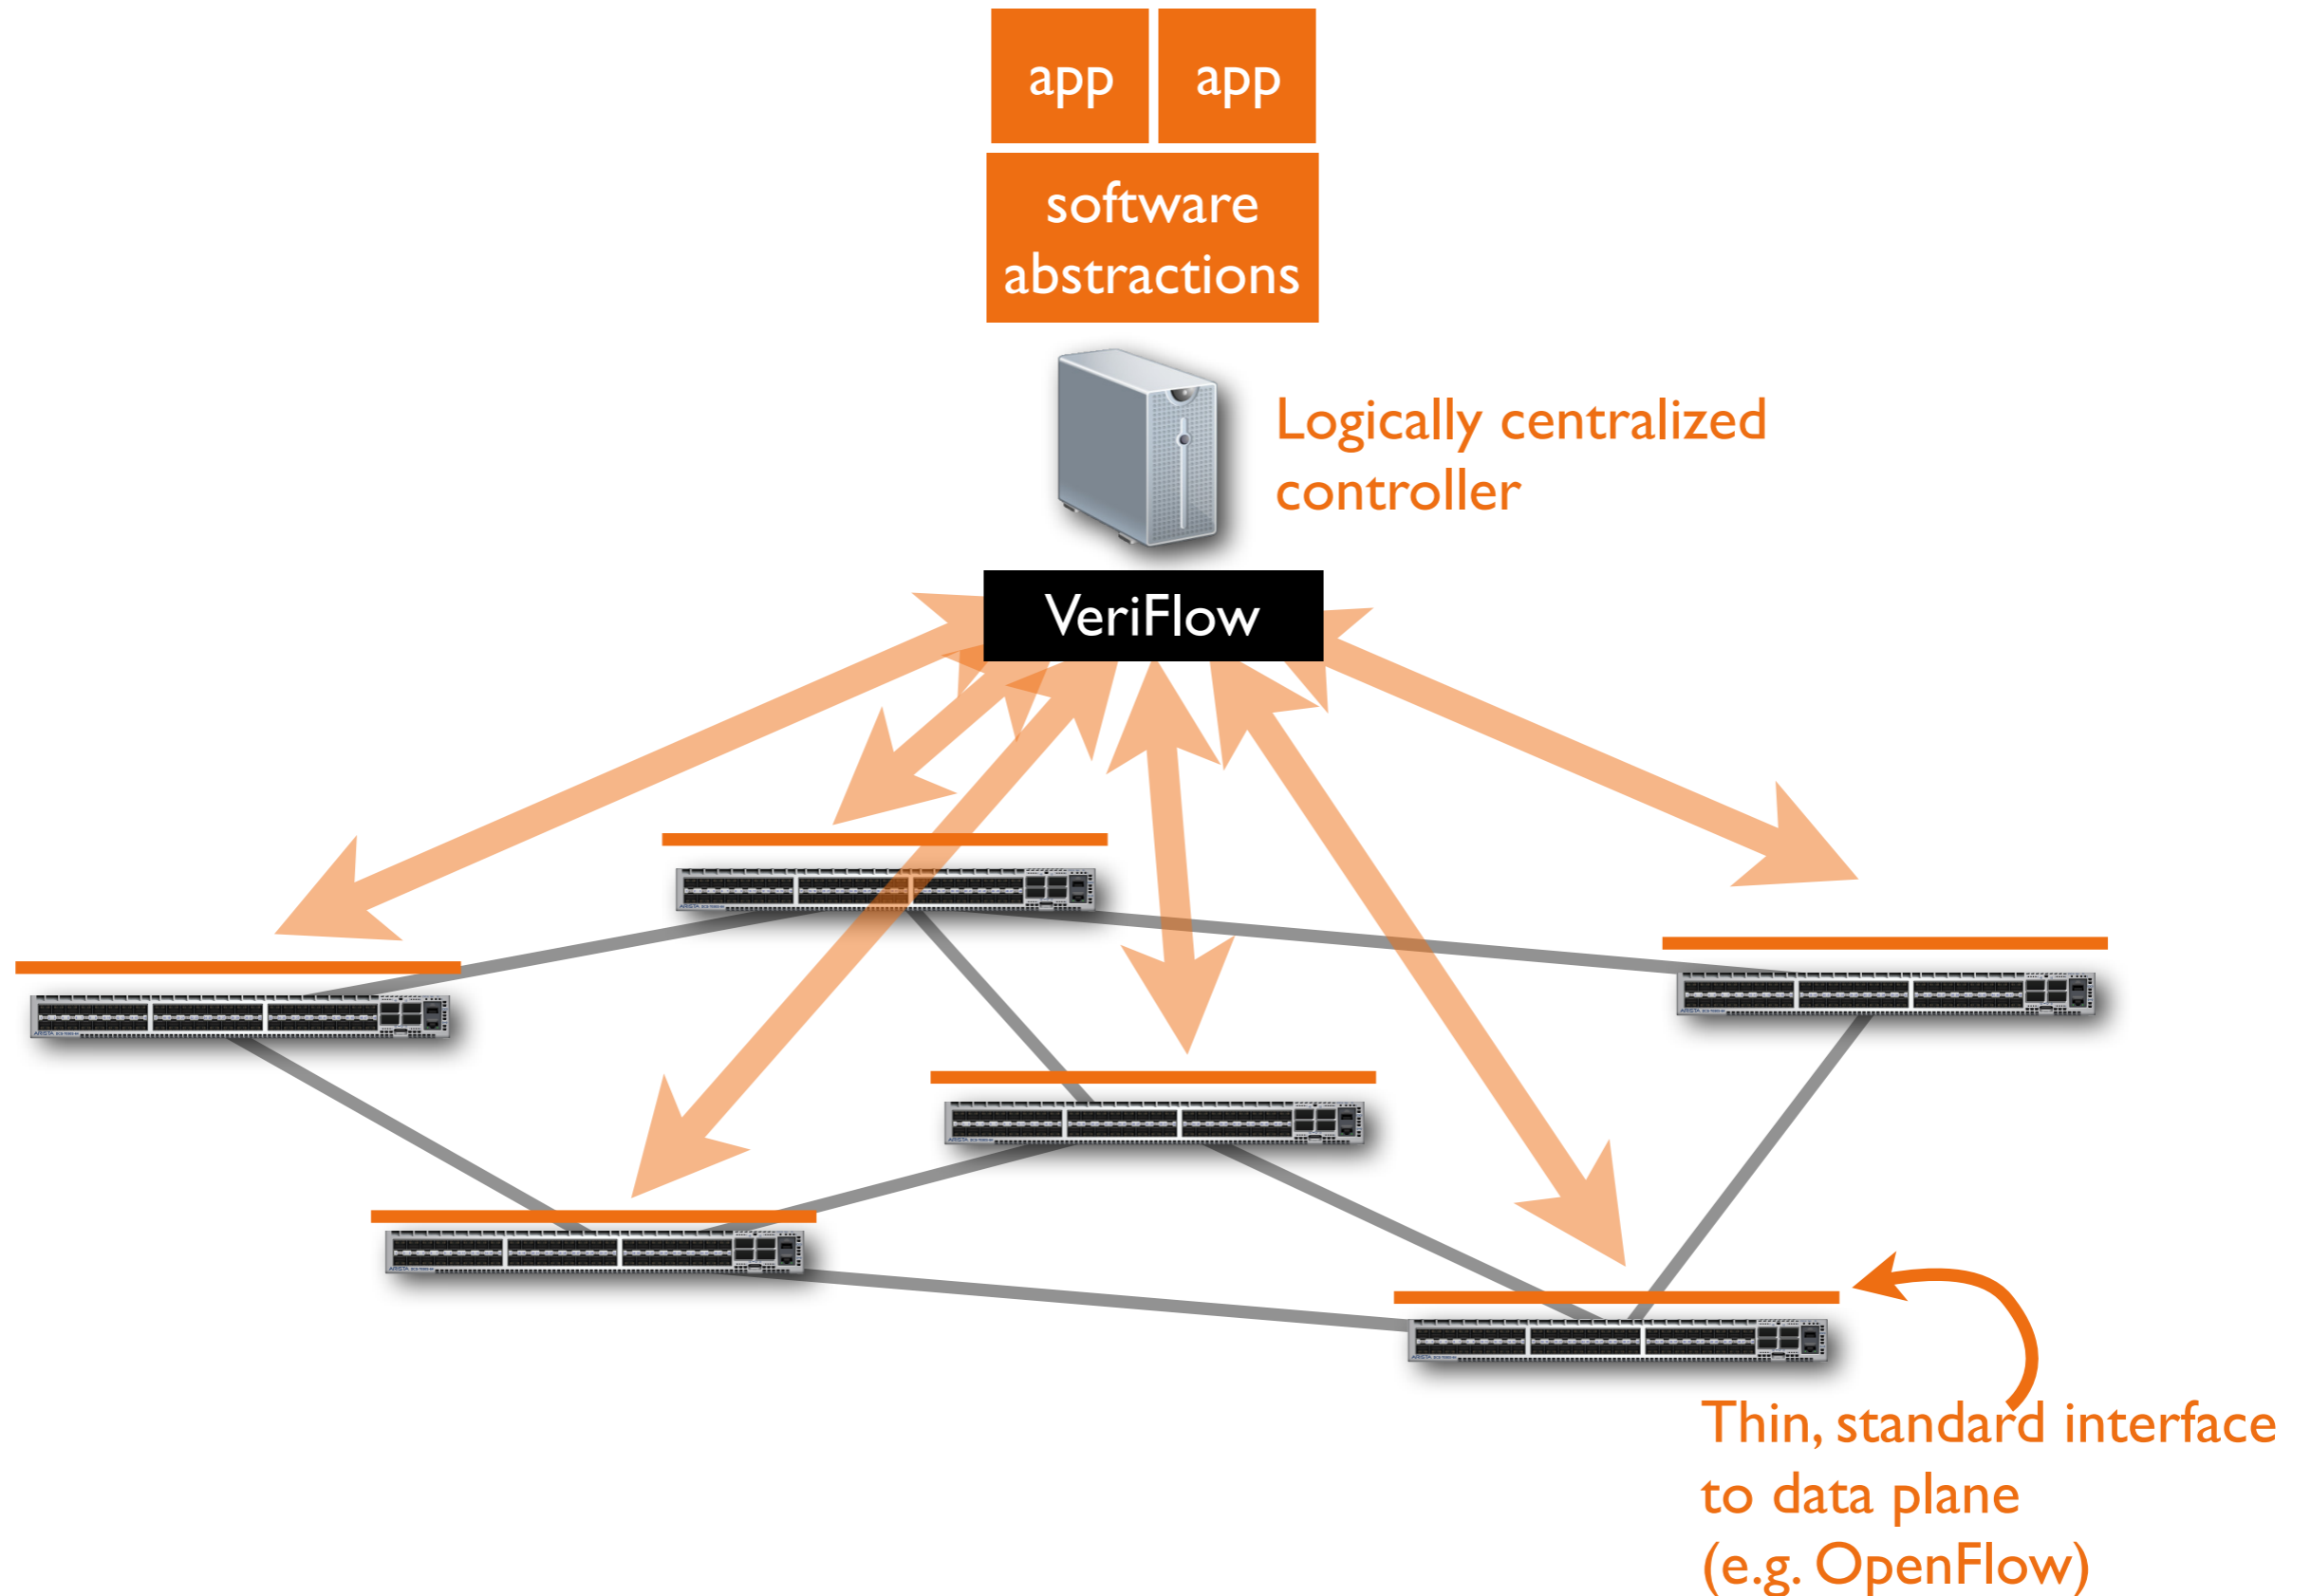 app app
software
abstractions
Logically centralized
controller
VeriFlow
Thin, standard interface
to data plane
(e.g. OpenFlow)